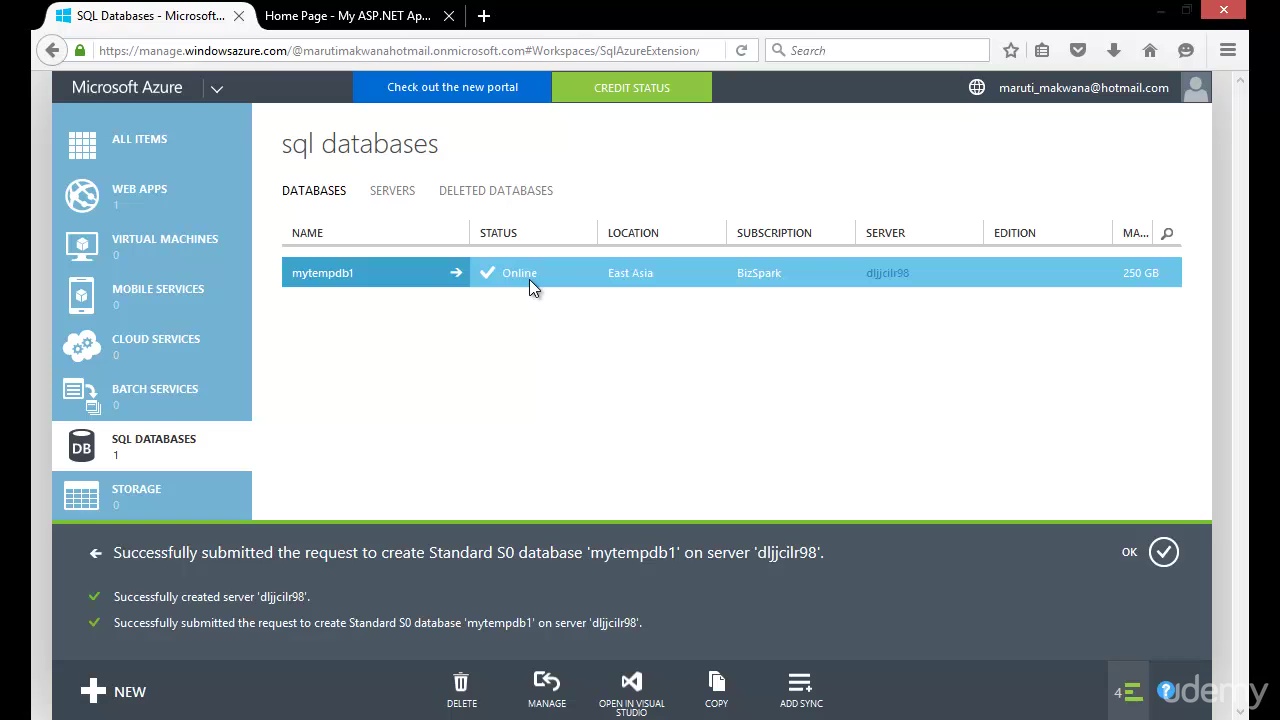 SQL Databases - Microsoft...
Home Page - My ASP.NET Ap...
https://manage.windowsazure.com/@marutimakwanahotmail.onmicrosoft.com#Workspaces/SqlAzureExtension/
Search
Microsoft Azure
Check out the new portal
CREDIT STATUS
maruti_makwana@hotmail.com
ALL ITEMS
WEB APPS
1
VIRTUAL MACHINES
0
MOBILE SERVICES
0
CLOUD SERVICES
0
BATCH SERVICES
0
DB
SQL DATABASES
1
STORAGE
0
sql databases
DATABASES SERVERS DELETED DATABASES
NAME STATUS LOCATION SUBSCRIPTION SERVER EDITION MA...
mytempdb1 Online East Asia BizSpark dljjcilr98 250 GB
Successfully submitted the request to create Standard S0 database 'mytempdb1' on server 'dljjcilr98'.
OK
Successfully created server 'dljjcilr98'.
Successfully submitted the request to create Standard S0 database 'mytempdb1' on server 'dljjcilr98'.
NEW
DELETE
MANAGE
OPEN IN VISUAL
STUDIO
COPY
ADD SYNC
4
?
udemy